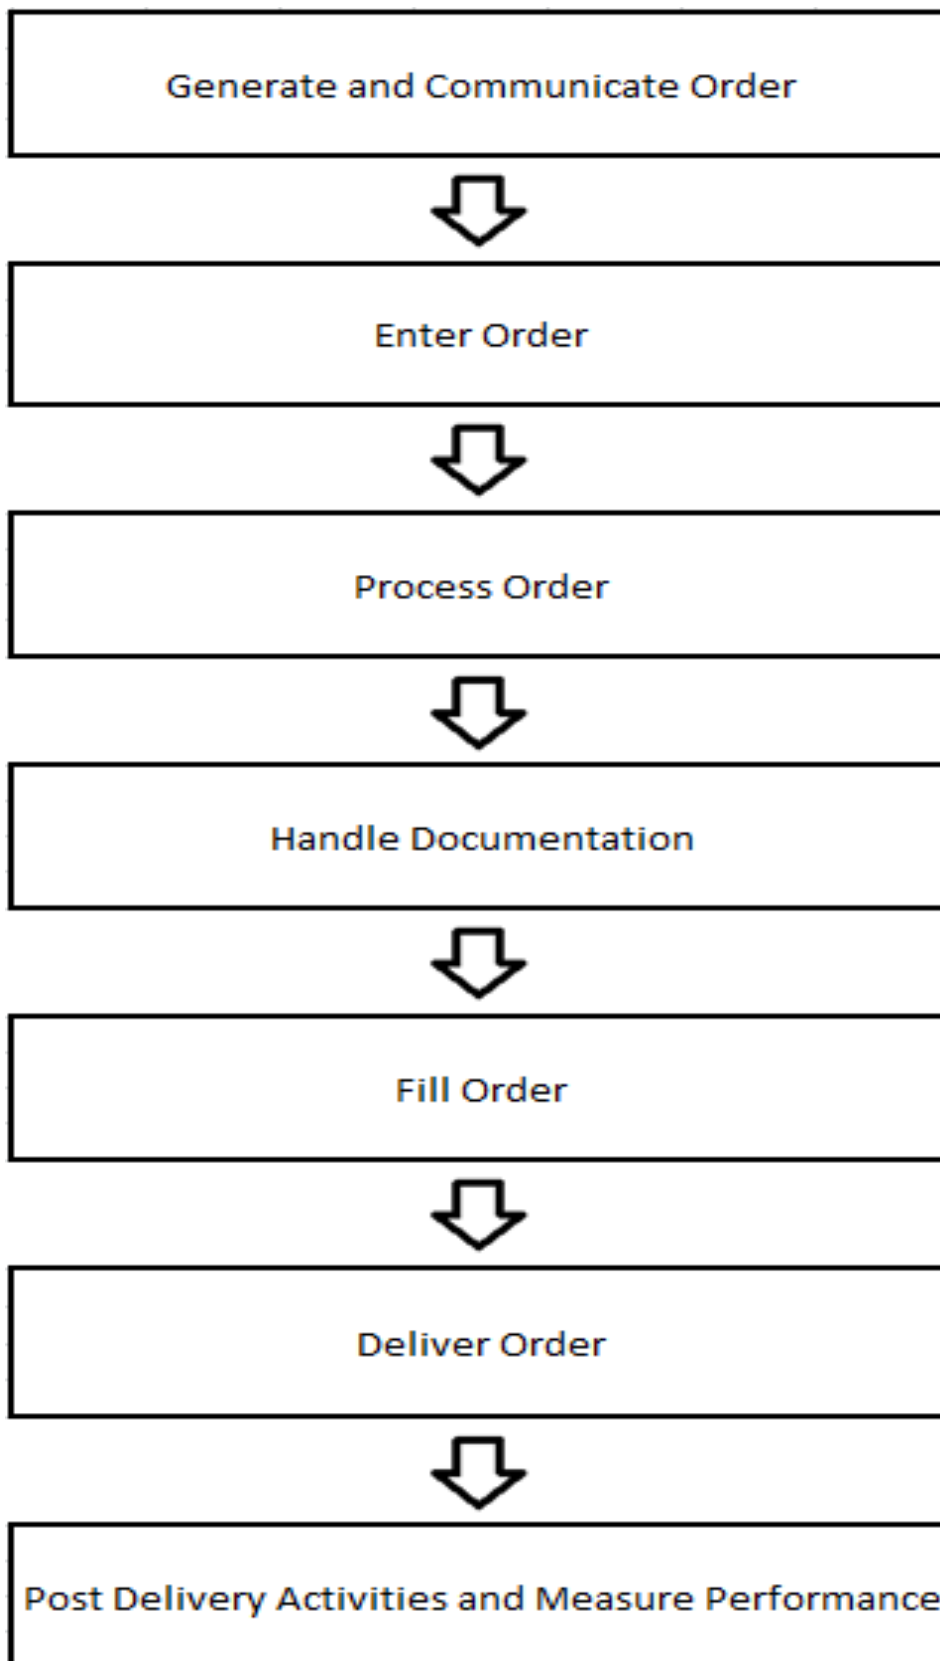 Generate and Communicate Order
Enter Order
Process Order
Handle Documentation
Fill Order
Deliver Order
Post Delivery Activities and Measure Performance